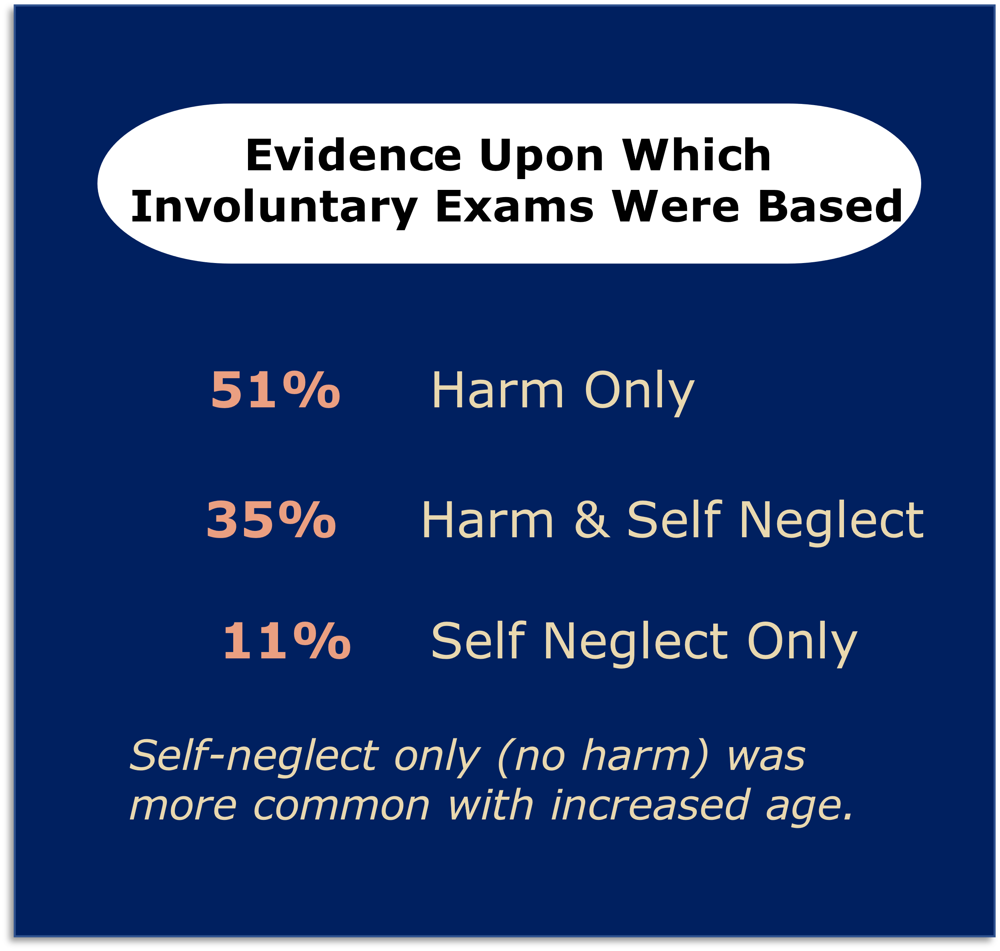 Evidence Upon Which
Involuntary Exams Were Based
51% Harm Only
35% Harm & Self Neglect
11% Self Neglect Only
Self-neglect only (no harm) was
more common with increased age.